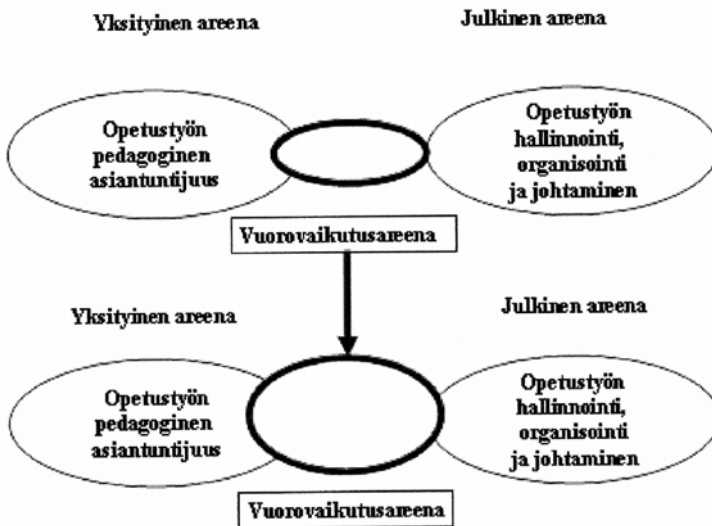 Yksityinen areena
Julkinen areena
Opetustyön
pedagoginen
asiantuntijuus
Opetustyön
hallinnointi,
organisointi
ja johtaminen
Vuorovaikutusareena
Yksityinen areena
Julkinen areena
Opetustyön
pedagoginen
asiantuntijuus
Opetustyön
hallinnointi,
organisointi
ja johtaminen
Vuorovaikutusareena